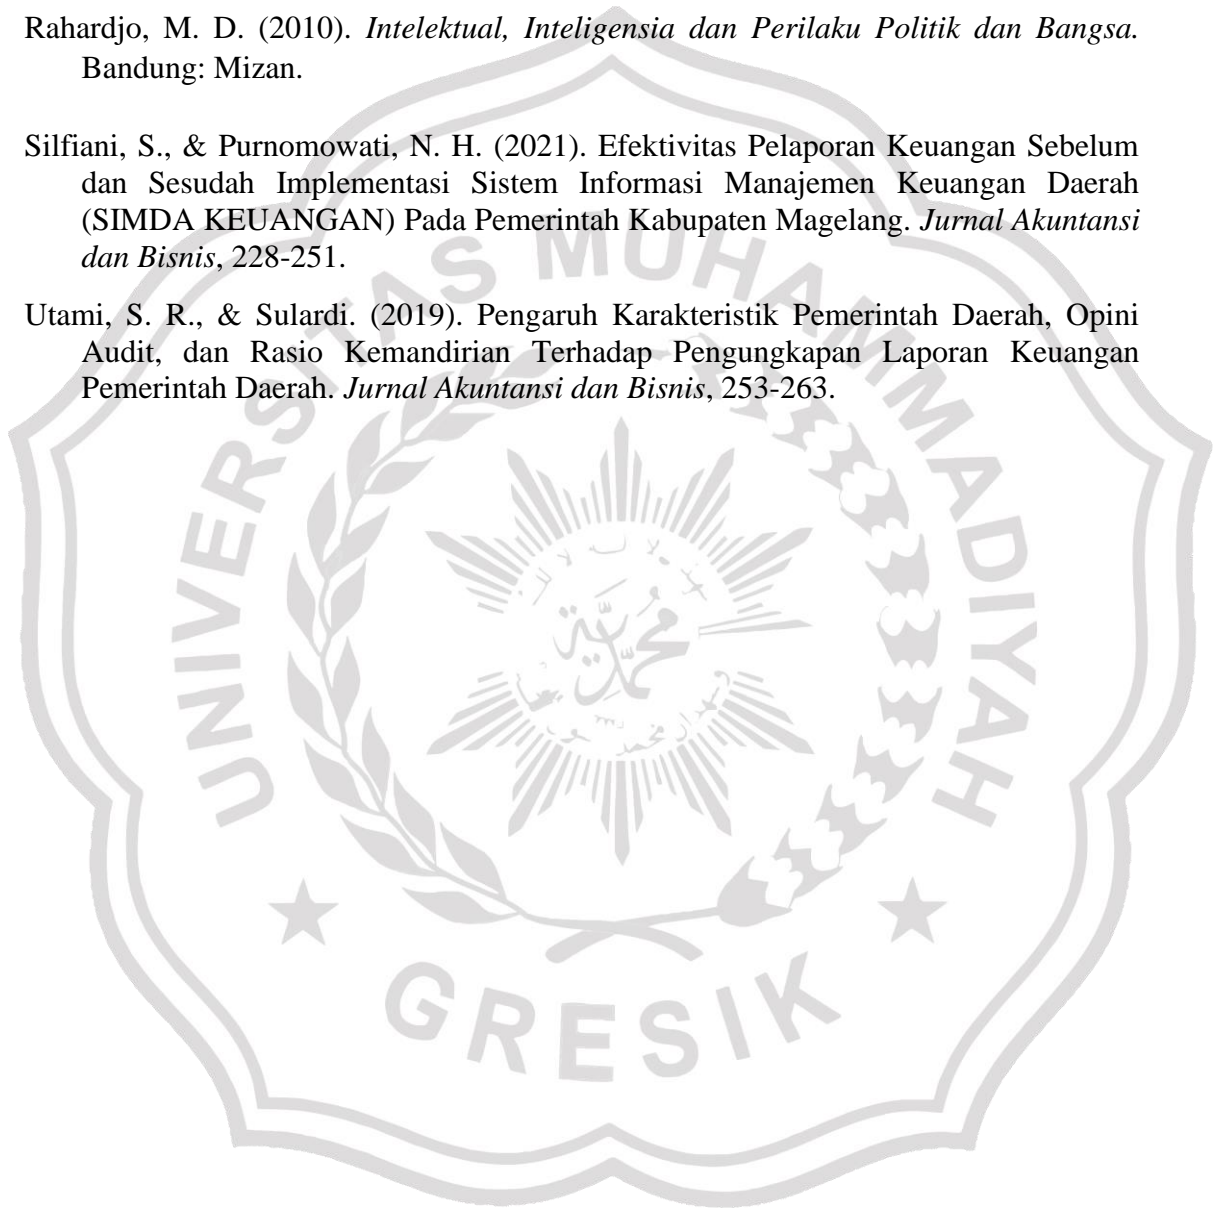 Rahardjo, M. D. (2010). Intelektual, Inteligensia dan Perilaku Politik dan Bangsa.
Bandung: Mizan.
Silfiani, S., & Purnomowati, N. H. (2021). Efektivitas Pelaporan Keuangan Sebelum
dan Sesudah Implementasi Sistem Informasi Manajemen Keuangan Daerah
(SIMDA KEUANGAN) Pada Pemerintah Kabupaten Magelang. Jurnal Akuntansi
dan Bisnis, 228-251.
Utami, S. R., & Sulardi. (2019). Pengaruh Karakteristik Pemerintah Daerah, Opini
Audit, dan Rasio Kemandirian Terhadap Pengungkapan Laporan Keuangan
Pemerintah Daerah. Jurnal Akuntansi dan Bisnis, 253-263.
UNIVERSITAS MUHAMMADIYAH
محمدية
GRESIK